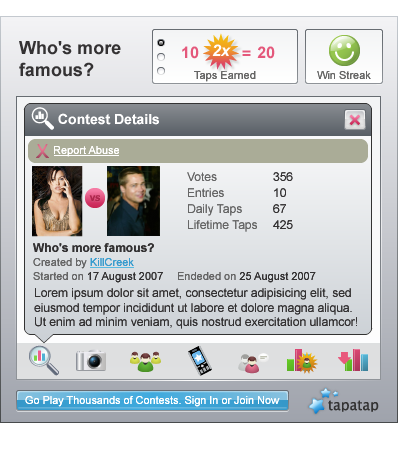 Who's more
famous?
10 2x = 20
Taps Earned
Win Streak
Contest Details
Report Abuse
vs
Votes 356
Entries 10
Daily Taps 67
Lifetime Taps 425
Who's more famous?
Created by KillCreek
Started on 17 August 2007 Endeded on 25 August 2007
Lorem ipsum dolor sit amet, consectetur adipisicing elit, sed
eiusmod tempor incididunt ut labore et dolore magna aliqua.
Ut enim ad minim veniam, quis nostrud exercitation ullamcor!
Go Play Thousands of Contests. Sign In or Join Now
tapatap